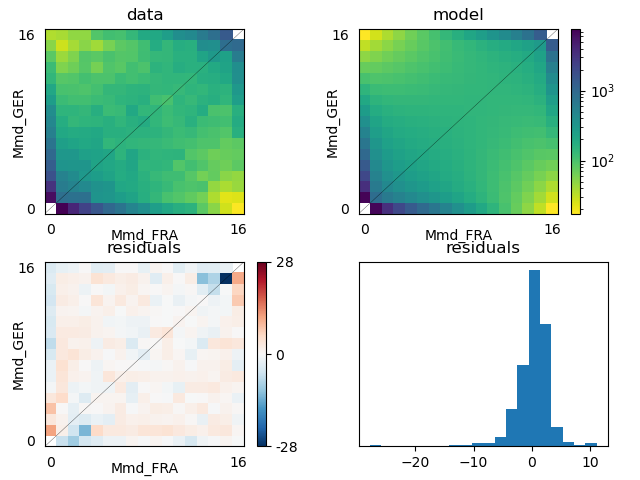 data
model
16
Mmd_GER
0
0
Mmd_FRA
16
16
Mmd_GER
0
0
Mmd_FRA
16
10³
10²
residuals
residuals
16
Mmd_GER
0
0
Mmd_FRA
16
28
0
-28
−20
−10
0
10